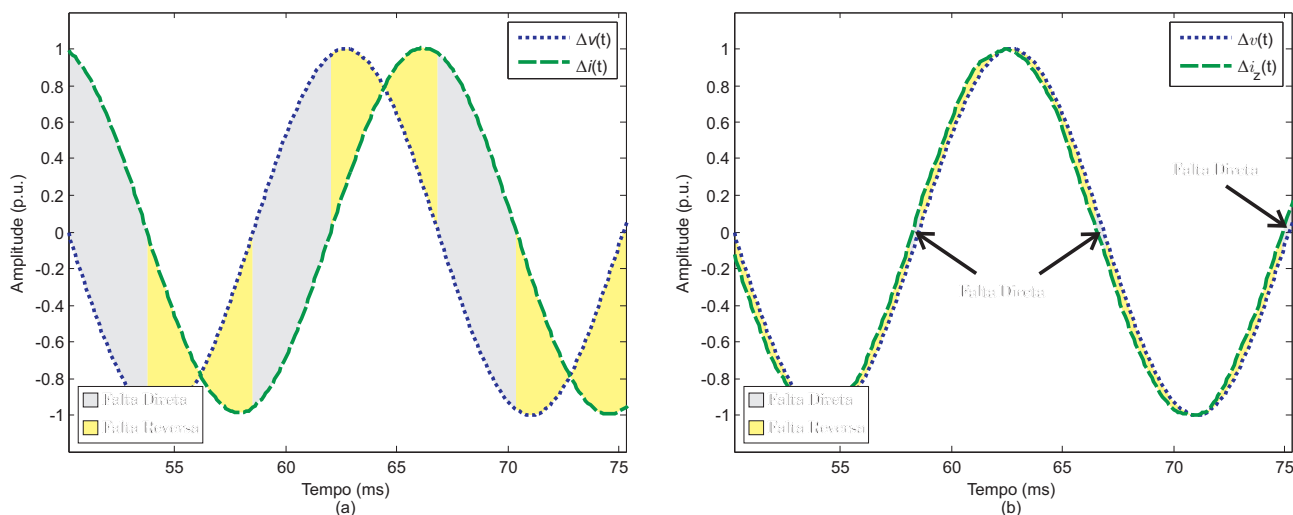 Δv(t)
Δi(t)
1
0.8
0.6
0.4
0.2
0
-0.2
-0.4
-0.6
-0.8
-1
Amplitude (p.u.)
Falta Direta
Falta Reversa
55
60
65
70
75
Tempo (ms)
(a)
Δv(t)
Δi_z(t)
1
0.8
0.6
0.4
0.2
0
-0.2
-0.4
-0.6
-0.8
-1
Amplitude (p.u.)
Falta Direta
Falta Direta
Falta Direta
Falta Reversa
55
60
65
70
75
Tempo (ms)
(b)